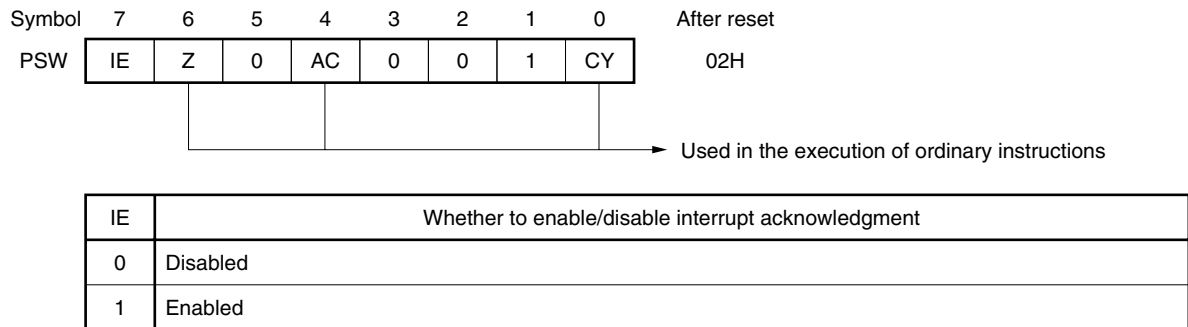 Symbol 7 6 5 4 3 2 1 0 After reset
PSW IE Z 0 AC 0 0 1 CY 02H
Used in the execution of ordinary instructions
IE Whether to enable/disable interrupt acknowledgment
0 Disabled
1 Enabled